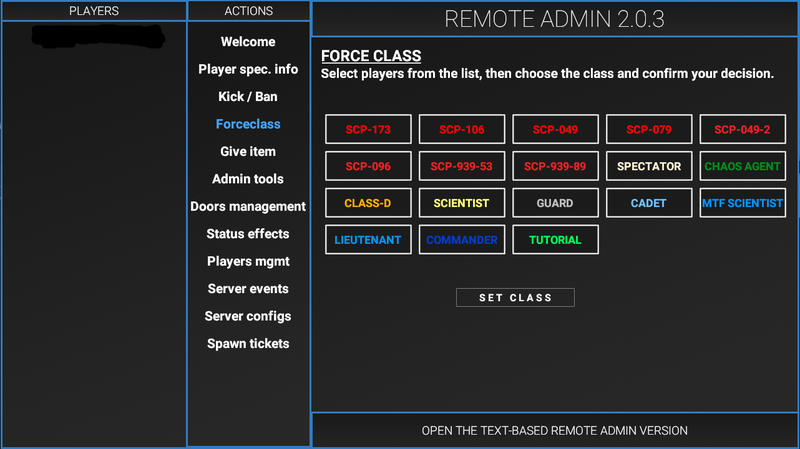 PLAYERS
ACTIONS
Welcome
Player spec. info
Kick / Ban
Forceclass
Give item
Admin tools
Doors management
Status effects
Players mgmt
Server events
Server configs
Spawn tickets
REMOTE ADMIN 2.0.3
FORCE CLASS
Select players from the list, then choose the class and confirm your decision.
SCP-173 SCP-106 SCP-049 SCP-079 SCP-049-2
SCP-096 SCP-939-53 SCP-939-89 SPECTATOR CHAOS AGENT
CLASS-D SCIENTIST GUARD CADET MTF SCIENTIST
LIEUTENANT COMMANDER TUTORIAL
SET CLASS
OPEN THE TEXT-BASED REMOTE ADMIN VERSION